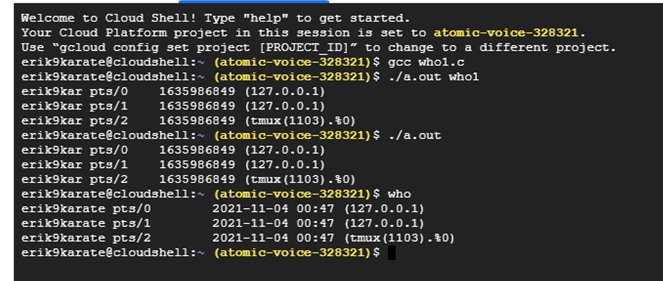 Welcome to Cloud Shell! Type "help" to get started.
Your Cloud Platform project in this session is set to atomic-voice-328321.
Use “gcloud config set project [PROJECT_ID]” to change to a different project.
erik9karate@cloudshell:~ (atomic-voice-328321)$ gcc who1.c
erik9karate@cloudshell:~ (atomic-voice-328321)$ ./a.out who1
erik9kar pts/0    1635986849 (127.0.0.1)
erik9kar pts/1    1635986849 (127.0.0.1)
erik9kar pts/2    1635986849 (tmux(1103).%0)
erik9karate@cloudshell:~ (atomic-voice-328321)$ ./a.out
erik9kar pts/0    1635986849 (127.0.0.1)
erik9kar pts/1    1635986849 (127.0.0.1)
erik9kar pts/2    1635986849 (tmux(1103).%0)
erik9karate@cloudshell:~ (atomic-voice-328321)$ who
erik9karate pts/0        2021-11-04 00:47 (127.0.0.1)
erik9karate pts/1        2021-11-04 00:47 (127.0.0.1)
erik9karate pts/2        2021-11-04 00:47 (tmux(1103).%0)
erik9karate@cloudshell:~ (atomic-voice-328321)$